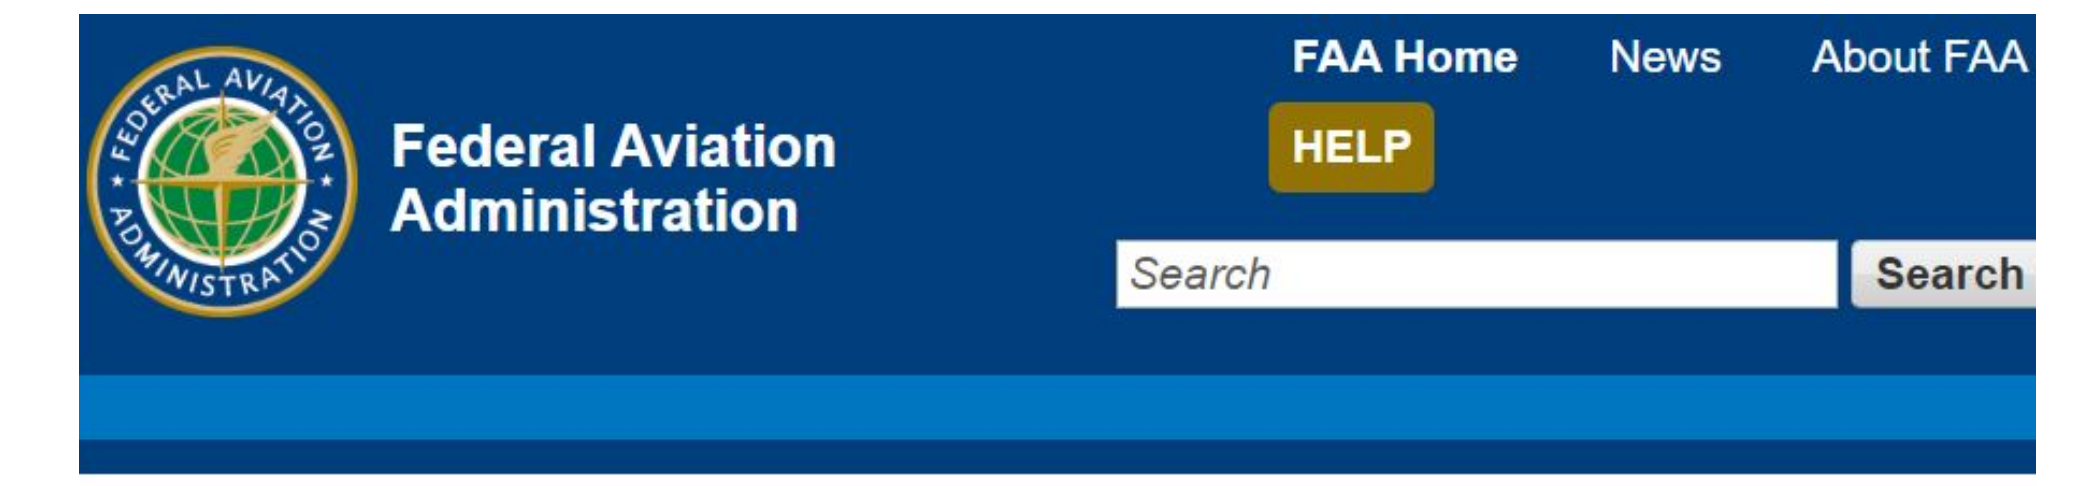 FEDERAL AVIATION ADMINISTRATION
Federal Aviation
Administration
FAA Home News About FAA
HELP
Search Search